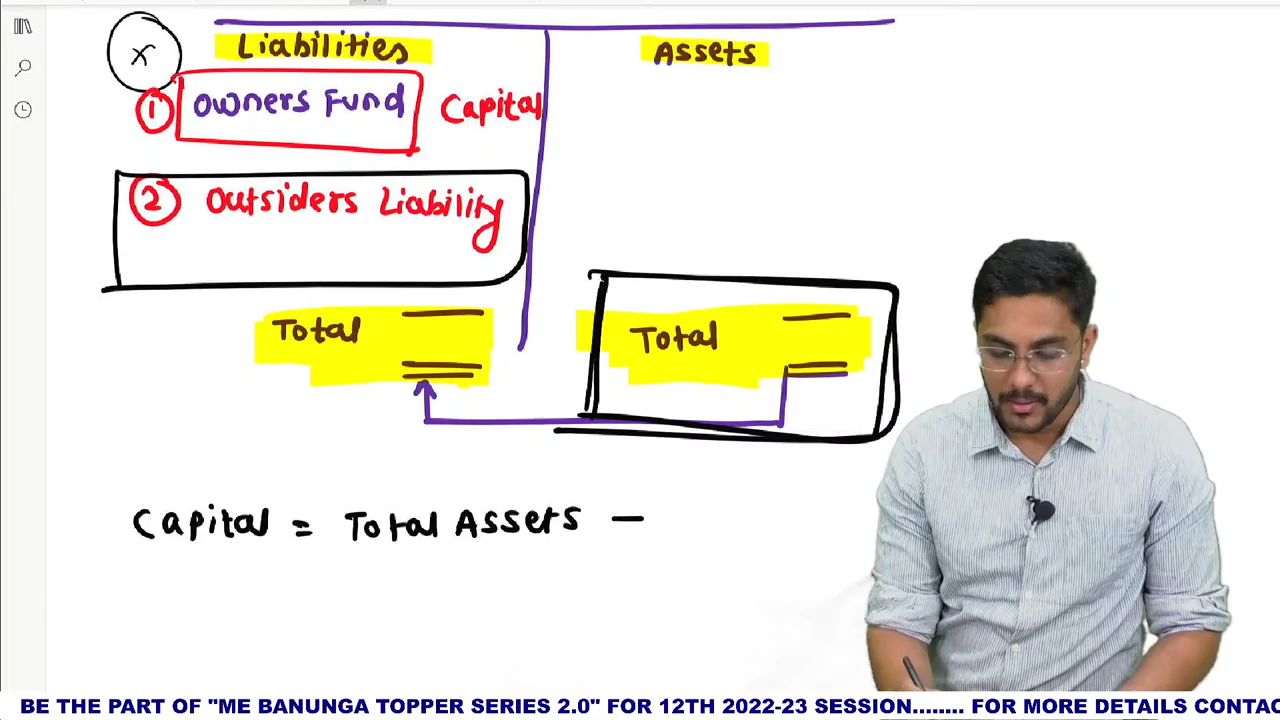 x Liabilities Assets
1 Owners Fund Capital
2 Outsiders Liability
Total Total
Capital = Total Assets –
BE THE PART OF "ME BANUNGA TOPPER SERIES 2.0" FOR 12TH 2022-23 SESSION........ FOR MORE DETAILS CONTAC